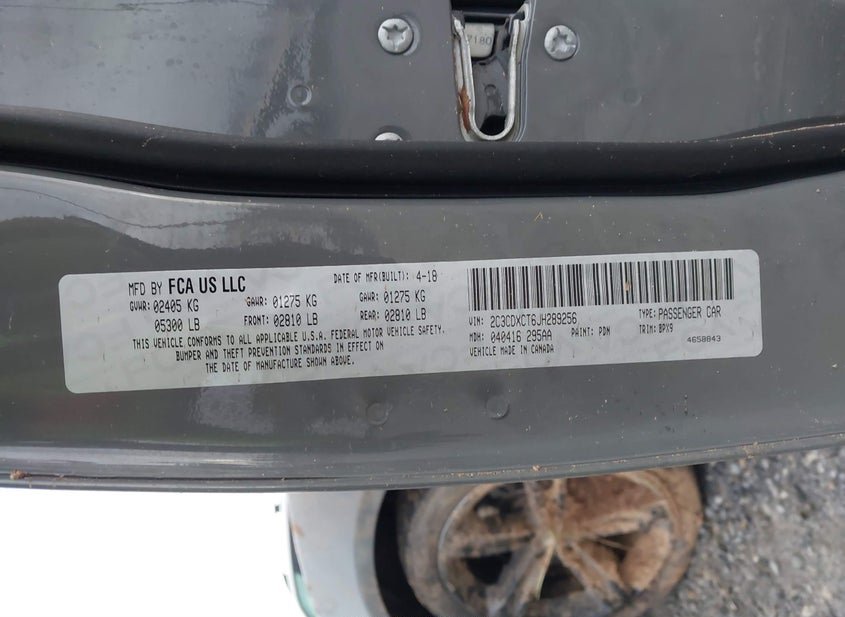 7180
MFD BY FCA US LLC
DATE OF MFR(BUILT): 4-18
GVWR: 02405 KG GAWR: 01275 KG GAWR: 01275 KG
05300 LB FRONT: 02810 LB REAR: 02810 LB
THIS VEHICLE CONFORMS TO ALL APPLICABLE U.S.A. FEDERAL MOTOR VEHICLE SAFETY.
BUMPER AND THEFT PREVENTION STANDARDS IN EFFECT ON
THE DATE OF MANUFACTURE SHOWN ABOVE.
VIN: 2C3CDXCT6JH289256 TYPE: PASSENGER CAR
MDH: 040416 295AA PAINT: PDN TRIM: BPX9
VEHICLE MADE IN CANADA 4658843